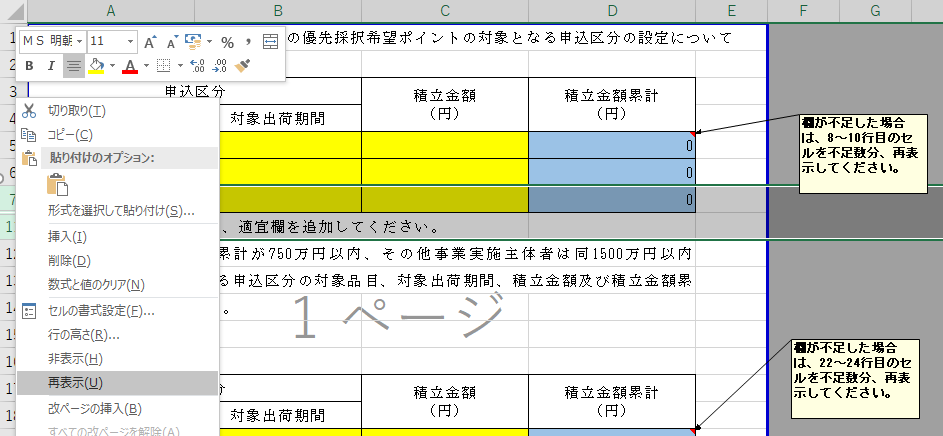 A B C D E F G
ＭＳ 明朝 11 A A % ,
B I A .00 .00
1 の優先採択希望ポイントの対象となる申込区分の設定について
2
3 申込区分 積立金額 積立金額累計
4 対象出荷期間 (円) (円)
5 0
6 0
7 0
、適宜欄を追加してください。
12 累計が750万円以内、その他事業実施主体者は同1500万円以内
13 る申込区分の対象品目、対象出荷期間、積立金額及び積立金額累
14 。
15
16
17 分 積立金額 積立金額累計
18 対象出荷期間 (円) (円)
1 ページ
切り取り(T)
コピー(C)
貼り付けのオプション:
形式を選択して貼り付け(S)...
挿入(I)
削除(D)
数式と値のクリア(N)
セルの書式設定(F)...
行の高さ(R)...
非表示(H)
再表示(U)
改ページの挿入(B)
すべての改ページを解除(A)
欄が不足した場合
は、8～10行目のセ
ルを不足数分、再表
示してください。
欄が不足した場合
は、22～24行目のセ
ルを不足数分、再表
示してください。